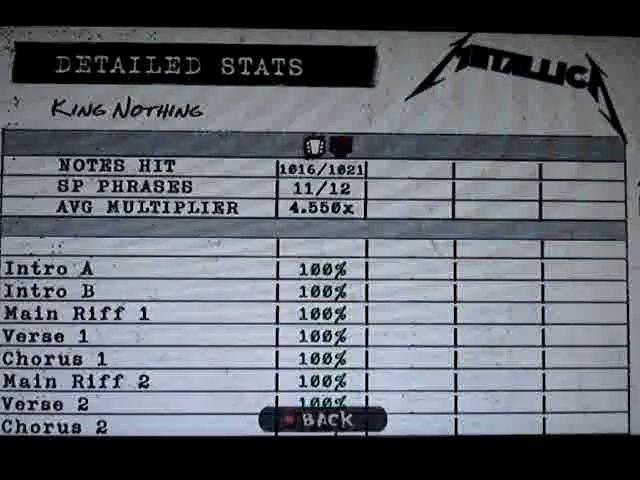 DETAILED STATS
METALLICA
KING NOTHING
NOTES HIT 1016/1021
SP PHRASES 11/12
AVG MULTIPLIER 4.550x
Intro A 100%
Intro B 100%
Main Riff 1 100%
Verse 1 100%
Chorus 1 100%
Main Riff 2 100%
Verse 2 100%
BACK
Chorus 2